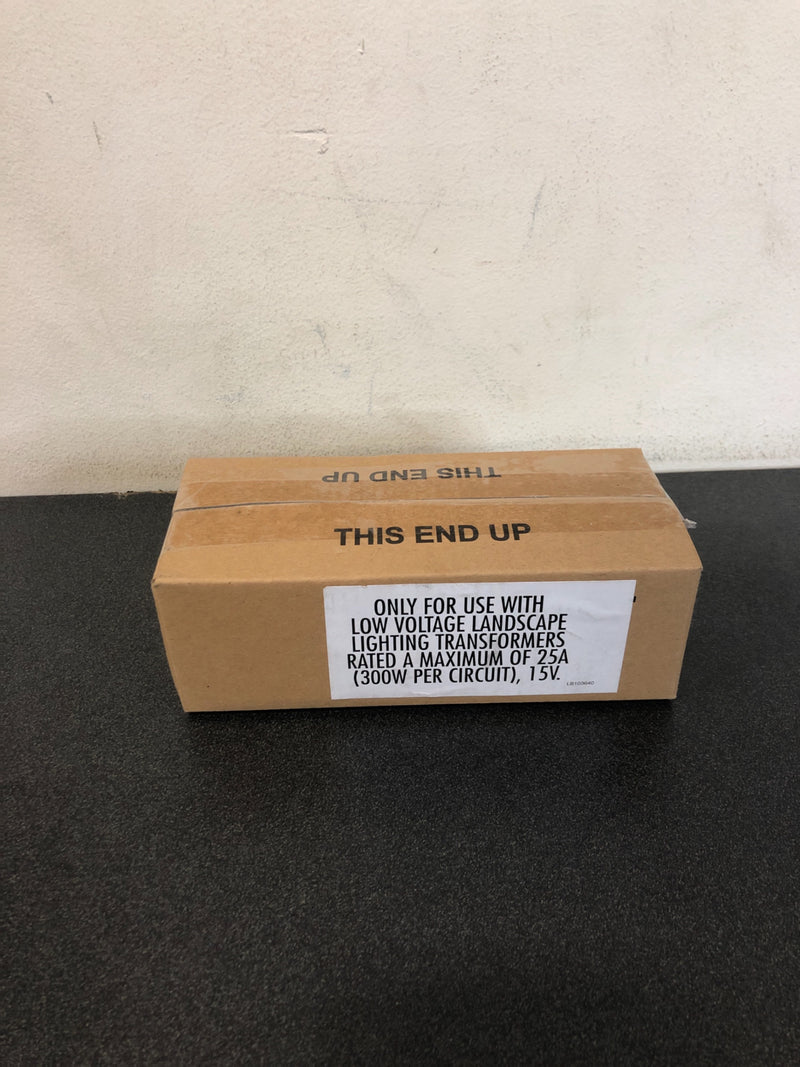 THIS END UP
THIS END UP
ONLY FOR USE WITH
LOW VOLTAGE LANDSCAPE
LIGHTING TRANSFORMERS
RATED A MAXIMUM OF 25A
(300W PER CIRCUIT), 15V.
LB103640